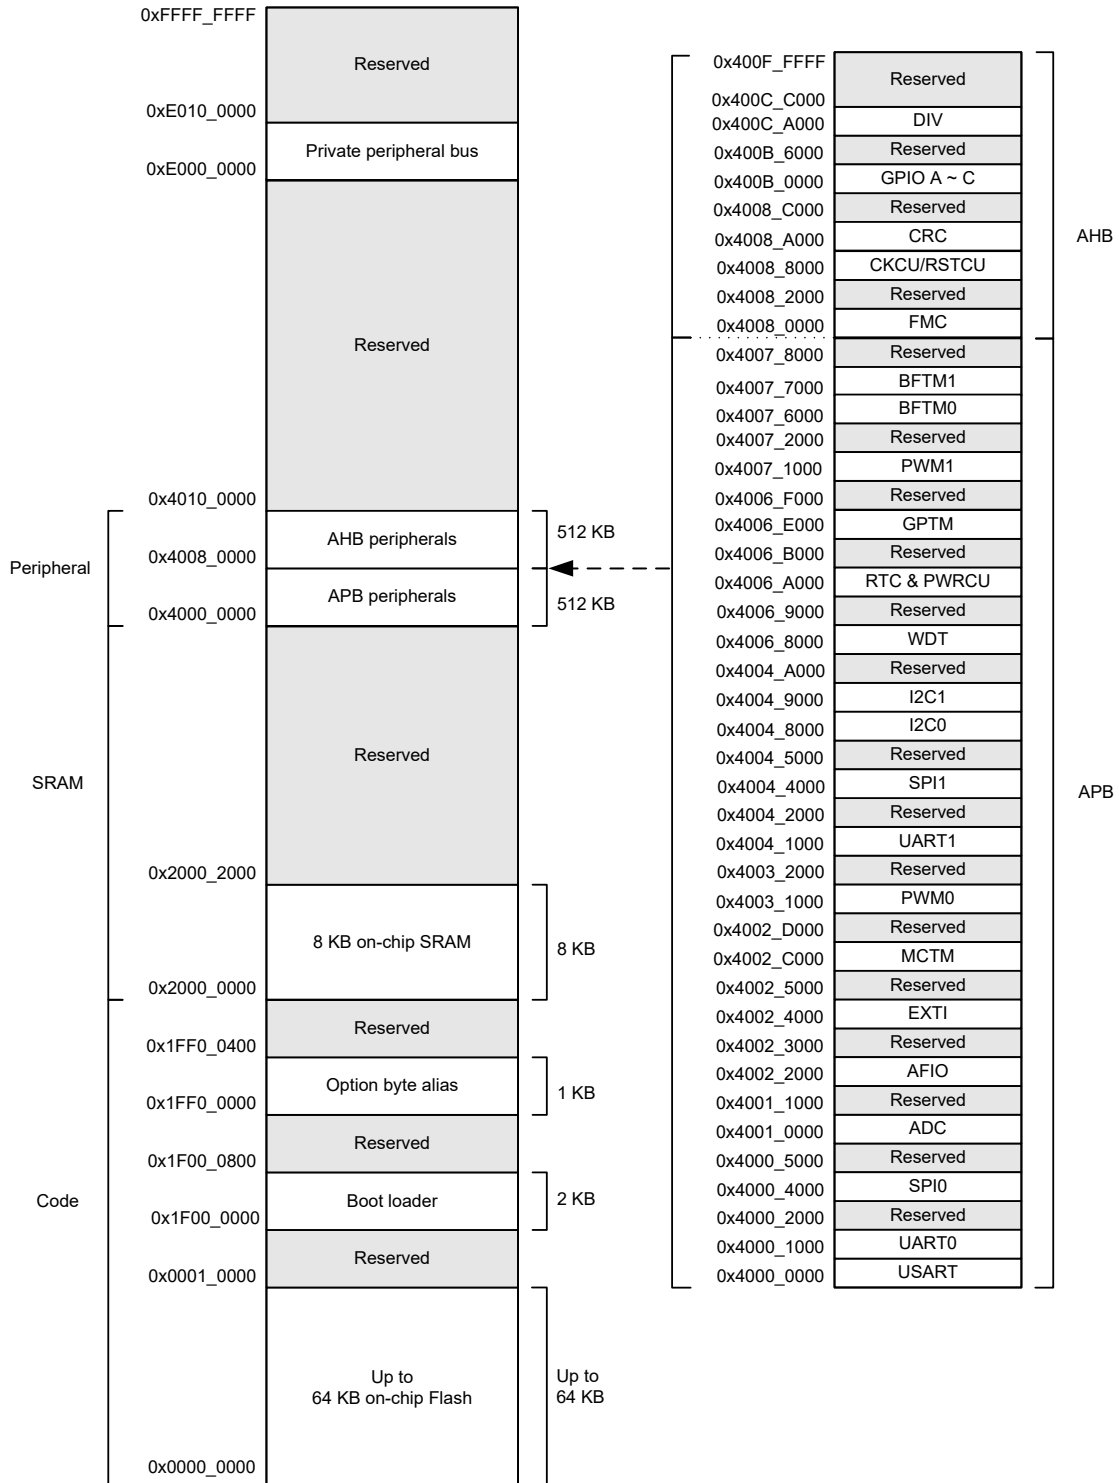 0xFFFF_FFFF
Reserved
0xE010_0000
Private peripheral bus
0xE000_0000
Reserved
0x4010_0000
AHB peripherals
512 KB
0x4008_0000
Peripheral
APB peripherals
512 KB
0x4000_0000
Reserved
SRAM
0x2000_2000
8 KB on-chip SRAM
8 KB
0x2000_0000
Reserved
0x1FF0_0400
Option byte alias
1 KB
0x1FF0_0000
Reserved
0x1F00_0800
Code
Boot loader
2 KB
0x1F00_0000
Reserved
0x0001_0000
Up to
64 KB on-chip Flash
Up to
64 KB
0x0000_0000
0x400F_FFFF
Reserved
0x400C_C000
0x400C_A000 DIV
0x400B_6000 Reserved
0x400B_0000 GPIO A ~ C
0x4008_C000 Reserved
0x4008_A000 CRC
AHB
0x4008_8000 CKCU/RSTCU
0x4008_2000 Reserved
0x4008_0000 FMC
0x4007_8000 Reserved
0x4007_7000 BFTM1
0x4007_6000 BFTM0
0x4007_2000 Reserved
0x4007_1000 PWM1
0x4006_F000 Reserved
0x4006_E000 GPTM
0x4006_B000 Reserved
0x4006_A000 RTC & PWRCU
0x4006_9000 Reserved
0x4006_8000 WDT
0x4004_A000 Reserved
0x4004_9000 I2C1
0x4004_8000 I2C0
0x4004_5000 Reserved
0x4004_4000 SPI1
APB
0x4004_2000 Reserved
0x4004_1000 UART1
0x4003_2000 Reserved
0x4003_1000 PWM0
0x4002_D000 Reserved
0x4002_C000 MCTM
0x4002_5000 Reserved
0x4002_4000 EXTI
0x4002_3000 Reserved
0x4002_2000 AFIO
0x4001_1000 Reserved
0x4001_0000 ADC
0x4000_5000 Reserved
0x4000_4000 SPI0
0x4000_2000 Reserved
0x4000_1000 UART0
0x4000_0000 USART